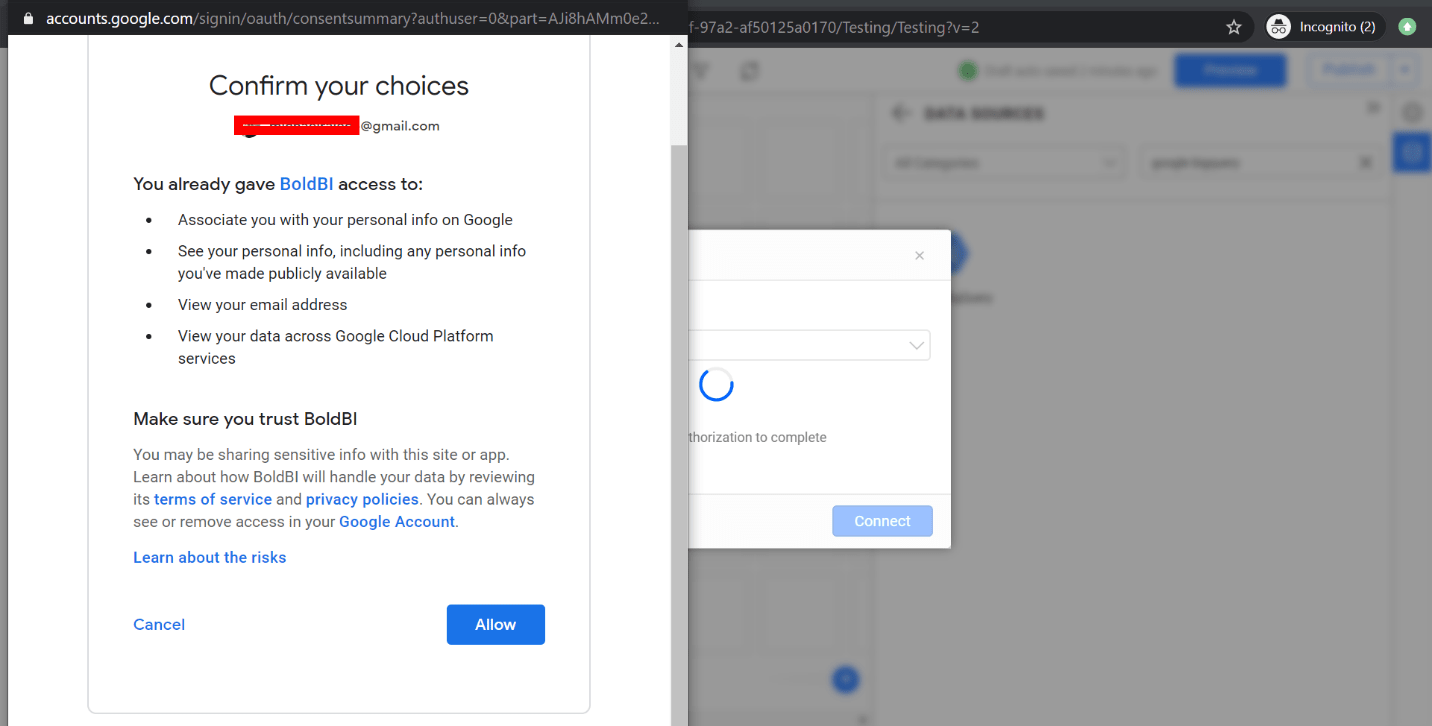 accounts.google.com/signin/oauth/consentsummary?authuser=0&part=AJi8hAMm0e2...
f-97a2-af50125a0170/Testing/Testing?v=2
Incognito (2)
Confirm your choices
@gmail.com
You already gave BoldBI access to:
• Associate you with your personal info on Google
• See your personal info, including any personal info
you've made publicly available
• View your email address
• View your data across Google Cloud Platform
services
Make sure you trust BoldBI
You may be sharing sensitive info with this site or app.
Learn about how BoldBI will handle your data by reviewing
its terms of service and privacy policies. You can always
see or remove access in your Google Account.
Learn about the risks
Cancel
Allow
thorization to complete
Connect
Preview
Publish
DATA SOURCES
All Categories